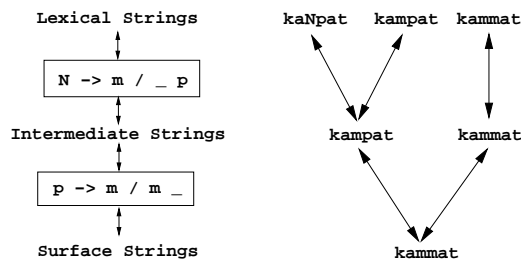 Lexical Strings
N -> m / _ p
Intermediate Strings
p -> m / m _
Surface Strings
kaNpat kampat kammat
kampat kammat
kammat